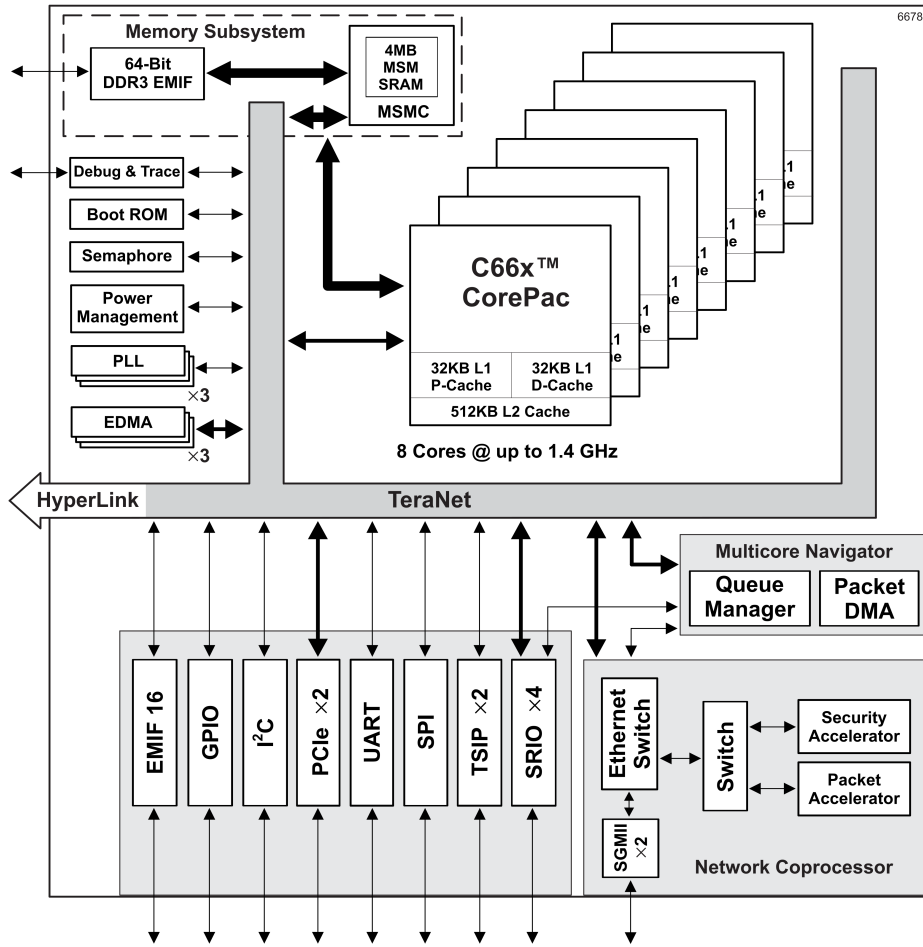 6678
Memory Subsystem
64-Bit
DDR3 EMIF
4MB
MSM
SRAM
MSMC
Debug & Trace
Boot ROM
Semaphore
Power
Management
PLL
×3
EDMA
×3
C66x™
CorePac
32KB L1
P-Cache
32KB L1
D-Cache
512KB L2 Cache
8 Cores @ up to 1.4 GHz
HyperLink
TeraNet
Multicore Navigator
Queue
Manager
Packet
DMA
EMIF 16
GPIO
I²C
PCIe ×2
UART
SPI
TSIP ×2
SRIO ×4
Ethernet
Switch
Switch
Security
Accelerator
Packet
Accelerator
SGMII
×2
Network Coprocessor